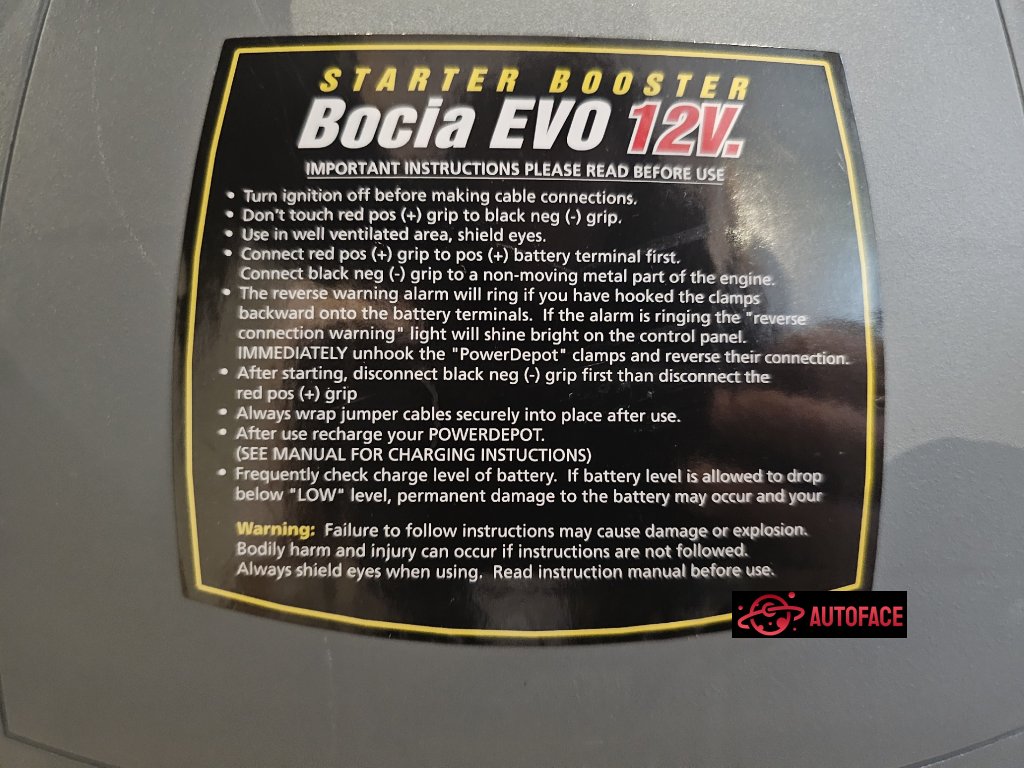 STARTER BOOSTER
Bocia EVO 12V.
IMPORTANT INSTRUCTIONS PLEASE READ BEFORE USE
• Turn ignition off before making cable connections.
• Don't touch red pos (+) grip to black neg (-) grip.
• Use in well ventilated area, shield eyes.
• Connect red pos (+) grip to pos (+) battery terminal first.
Connect black neg (-) grip to a non-moving metal part of the engine.
• The reverse warning alarm will ring if you have hooked the clamps
backward onto the battery terminals. If the alarm is ringing the "reverse
connection warning" light will shine bright on the control panel.
IMMEDIATELY unhook the "PowerDepot" clamps and reverse their connection.
• After starting, disconnect black neg (-) grip first than disconnect the
red pos (+) grip
• Always wrap jumper cables securely into place after use.
• After use recharge your POWERDEPOT.
(SEE MANUAL FOR CHARGING INSTUCTIONS)
• Frequently check charge level of battery. If battery level is allowed to drop
below "LOW" level, permanent damage to the battery may occur and your
Warning: Failure to follow instructions may cause damage or explosion.
Bodily harm and injury can occur if instructions are not followed.
Always shield eyes when using. Read instruction manual before use.
AUTOFACE